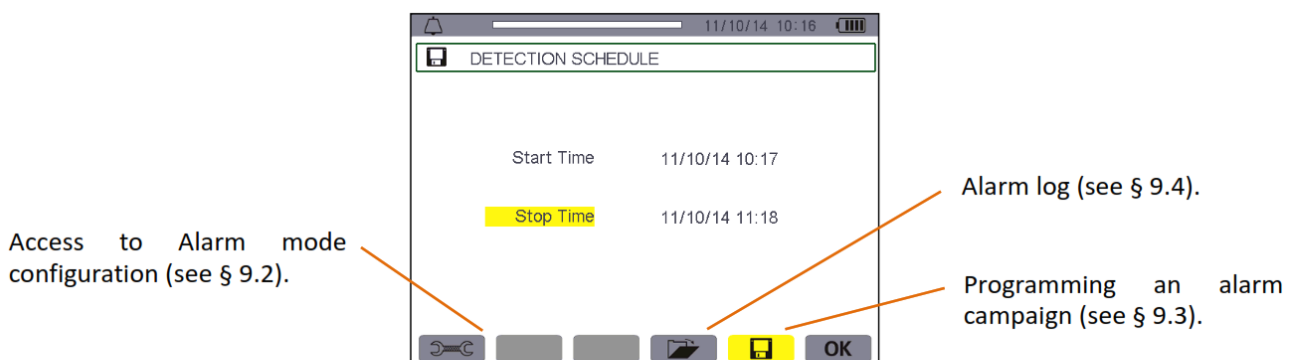 11/10/14 10:16
DETECTION SCHEDULE
Start Time 11/10/14 10:17
Alarm log (see § 9.4).
Stop Time 11/10/14 11:18
Access to Alarm mode
configuration (see § 9.2).
Programming an alarm
campaign (see § 9.3).
OK